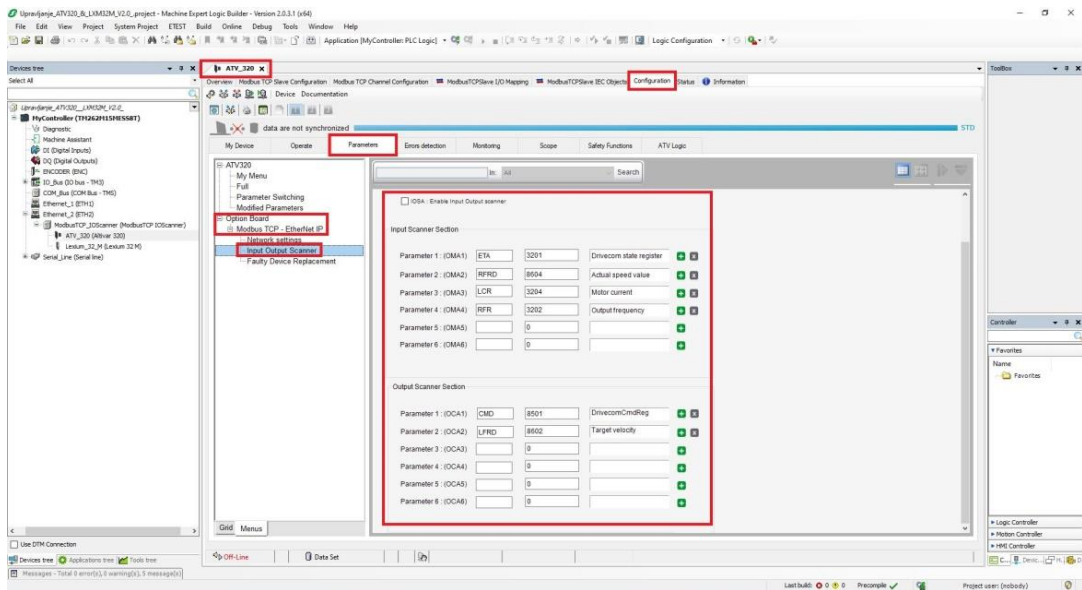 Upravljanje_ATV320_&_LXM32M_V2.0_.project - Machine Expert Logic Builder - Version 2.0.3.1 (x64)
File Edit View Project System Project ETEST Build Online Debug Tools Window Help
Application [MyController: PLC Logic]
Logic Configuration
Devices tree
Select All
Upravljanje_ATV320__LXM32M_V2.0_
MyController (TM262M15MESS8T)
Diagnostic
Machine Assistant
DI (Digital Inputs)
DQ (Digital Outputs)
ENCODER (ENC)
IO_Bus (IO bus - TM3)
COM_Bus (COM Bus - TMS)
Ethernet_1 (ETH1)
Ethernet_2 (ETH2)
ModbusTCP_IOScanner (ModbusTCP IOScanner)
ATV_320 (Altivar 320)
Lexium_32_M (Lexium 32 M)
Serial_Line (Serial line)
Use DTM Connection
Devices tree Applications tree Tools tree
Messages - Total 0 error(s), 0 warning(s), 5 message(s)
ATV_320 X
Overview Modbus TCP Slave Configuration Modbus TCP Channel Configuration ModbusTCPSlave I/O Mapping ModbusTCPSlave IEC Objects Configuration Status Information
Device Documentation
data are not synchronized
STD
My Device Operate Parameters Errors detection Monitoring Scope Safety Functions ATV Logic
ATV320
My Menu
Full
Parameter Switching
Modified Parameters
Option Board
Modbus TCP - EtherNet IP
Network settings
Input Output Scanner
Faulty Device Replacement
Grid Menus
In: All Search
IOSA : Enable Input Output scanner
Input Scanner Section
Parameter 1 : (OMA1) ETA 3201 Drivecom state register
Parameter 2 : (OMA2) RFRD 8604 Actual speed value
Parameter 3 : (OMA3) LCR 3204 Motor current
Parameter 4 : (OMA4) RFR 3202 Output frequency
Parameter 5 : (OMA5) 0
Parameter 6 : (OMA6) 0
Output Scanner Section
Parameter 1 : (OCA1) CMD 8501 DrivecomCmdReg
Parameter 2 : (OCA2) LFRD 8602 Target velocity
Parameter 3 : (OCA3) 0
Parameter 4 : (OCA4) 0
Parameter 5 : (OCA5) 0
Parameter 6 : (OCA6) 0
Off-Line Data Set
ToolBox
Controller
Favorites
Name
Favorites
Logic Controller
Motion Controller
HMI Controller
C... Devic...
Last build: 0 0 Precompile Project user: (nobody)